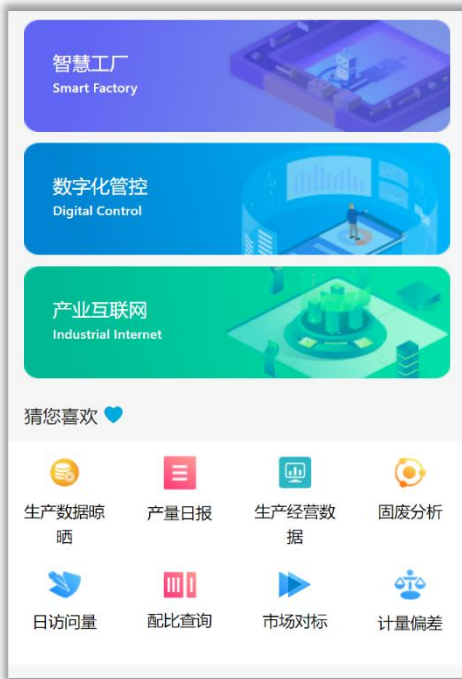 智慧工厂
Smart Factory
数字化管控
Digital Control
产业互联网
Industrial Internet
猜您喜欢
生产数据晾
晒
产量日报
生产经营数
据
固废分析
日访问量
配比查询
市场对标
计量偏差